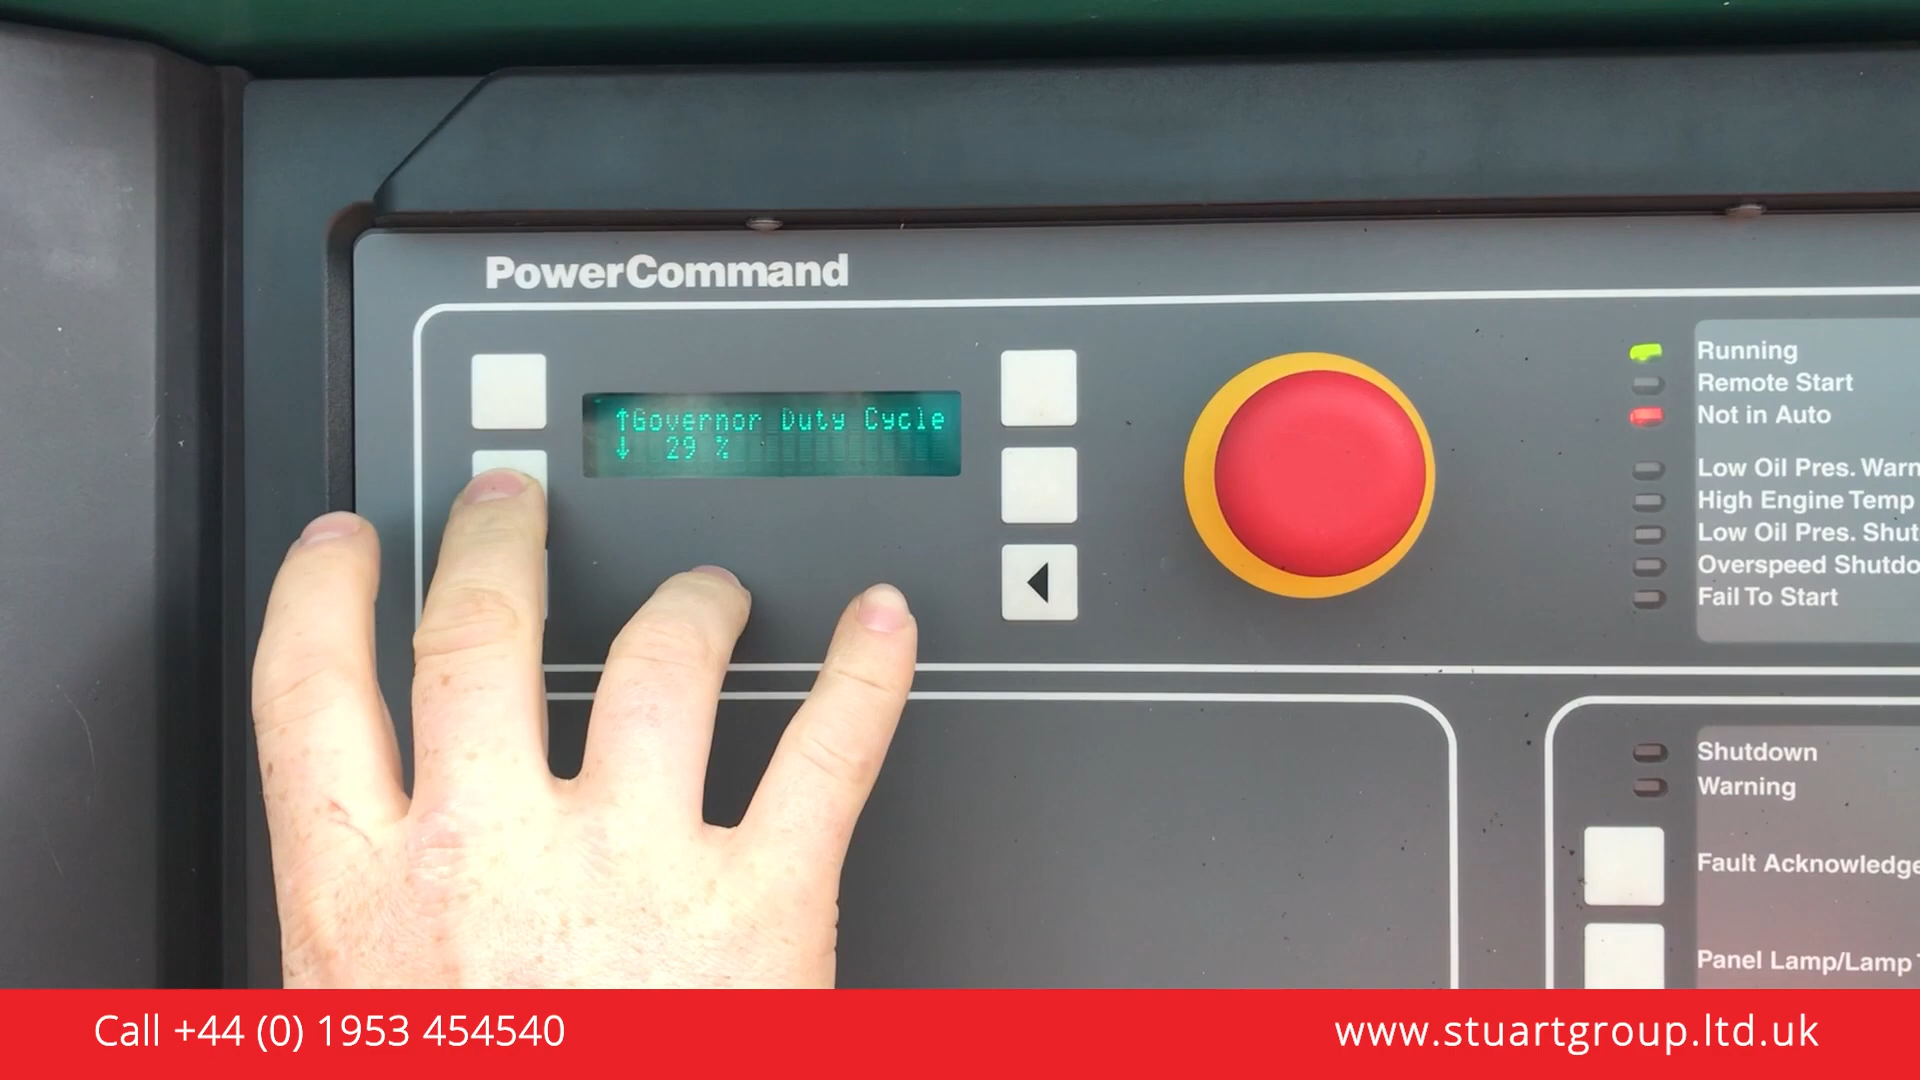 PowerCommand
↑Governor Duty Cycle
↓ 29 %
Running
Remote Start
Not in Auto
Low Oil Pres. Warn
High Engine Temp
Low Oil Pres. Shut
Overspeed Shutdo
Fail To Start
Shutdown
Warning
Fault Acknowledge
Panel Lamp/Lamp
Call +44 (0) 1953 454540
www.stuartgroup.ltd.uk